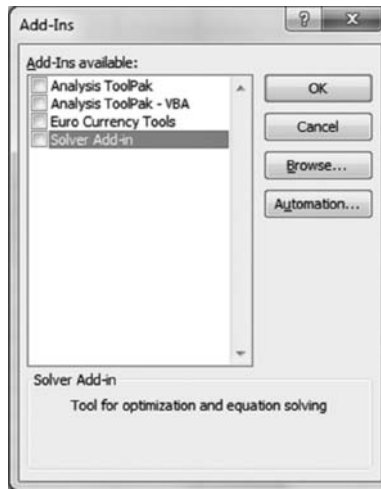 Add-Ins
?
X
Add-Ins available:
Analysis ToolPak
Analysis ToolPak - VBA
Euro Currency Tools
Solver Add-in
OK
Cancel
Browse...
Automation...
Solver Add-in
Tool for optimization and equation solving